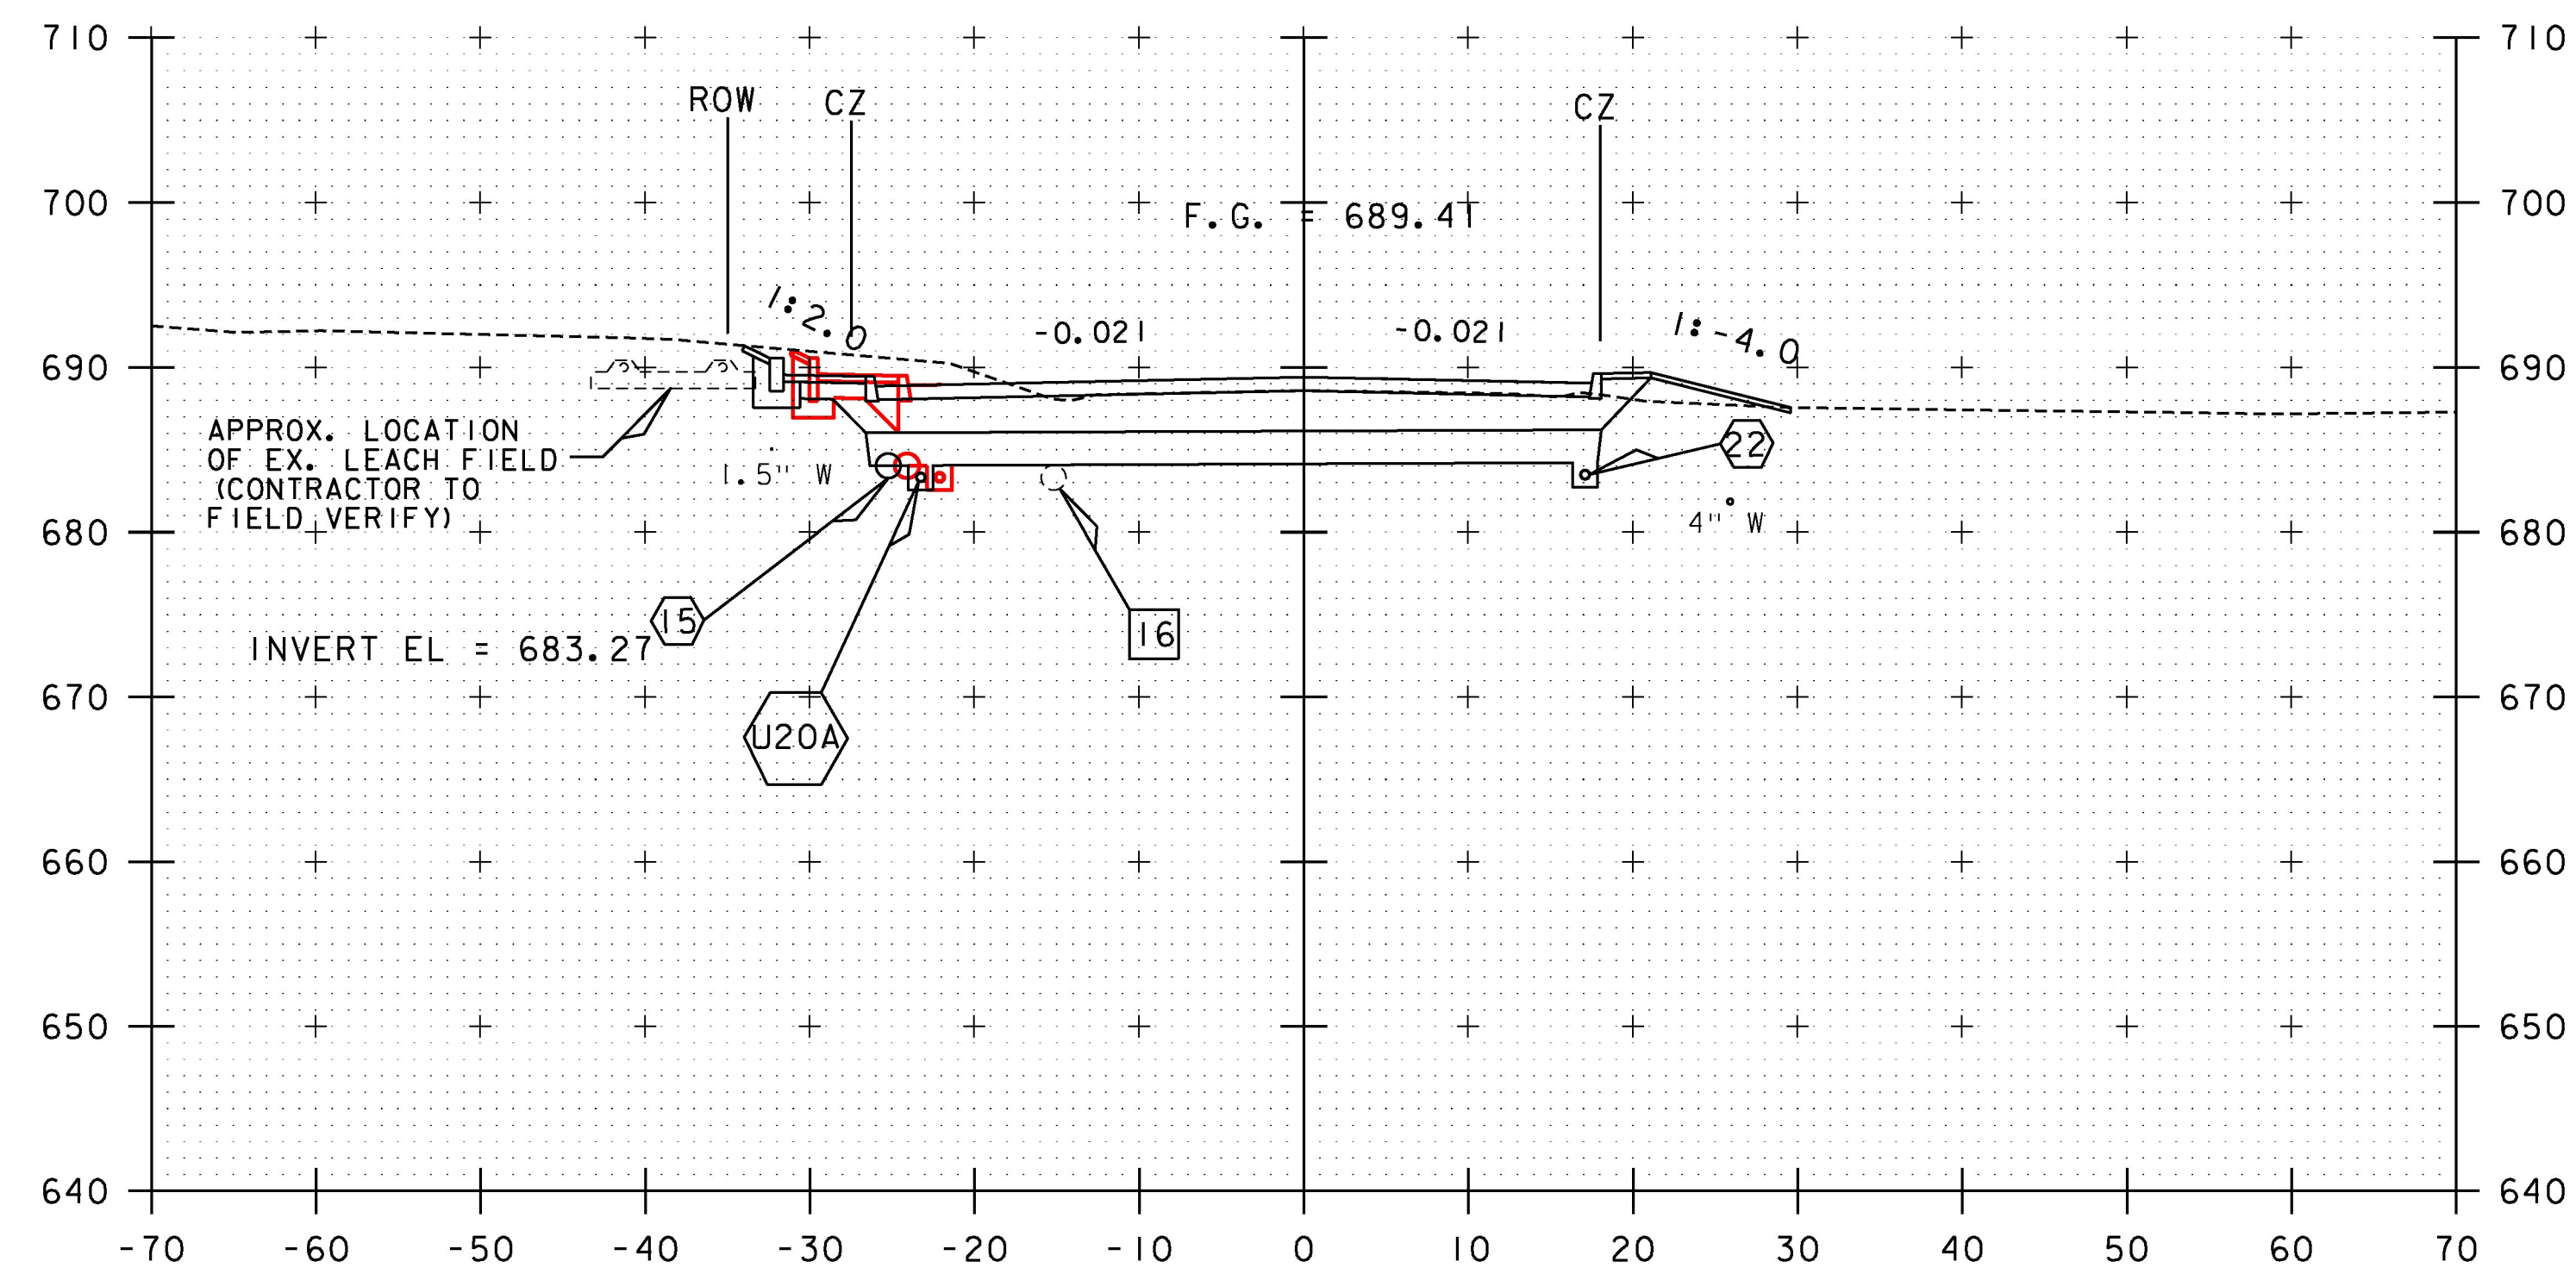 710 710
ROW CZ CZ
700 700
F.G. = 689.41
1:2.0 -0.021 -0.021 1:-4.0
690 690
APPROX. LOCATION
OF EX. LEACH FIELD
(CONTRACTOR TO
FIELD VERIFY)
1.5" W
22
4" W
680 680
15
INVERT EL = 683.27
16
670 670
U20A
660 660
650 650
640 640
-70 -60 -50 -40 -30 -20 -10 0 10 20 30 40 50 60 70